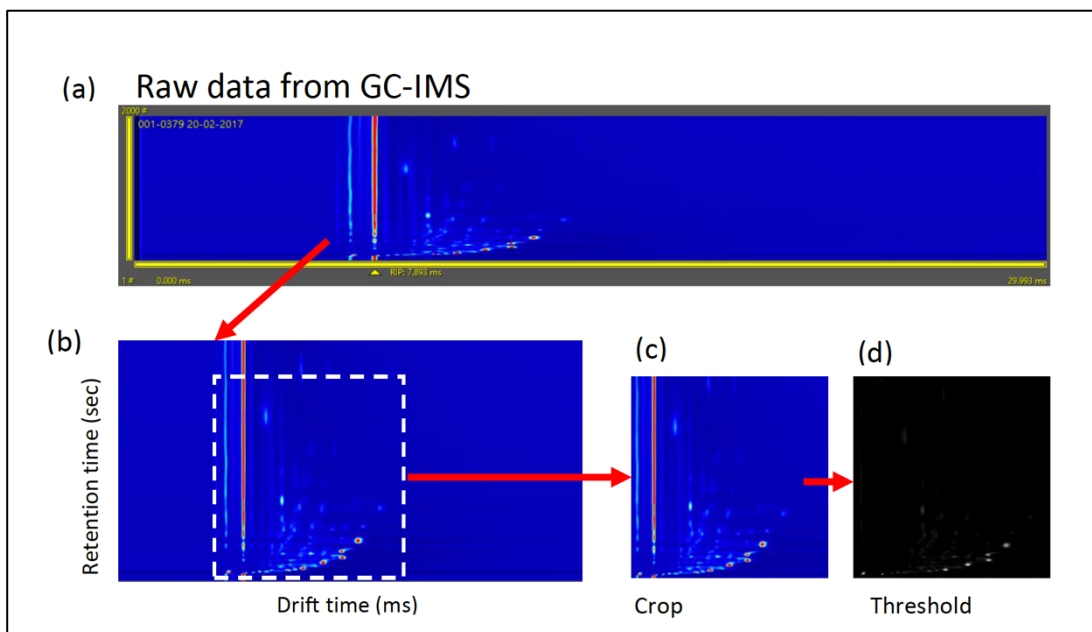 (a) Raw data from GC-IMS
2000 #
001-0379 20-02-2017
RIP: 7.893 ms
1 # 0.000 ms 29.993 ms
(b)
(c)
(d)
Retention time (sec)
Drift time (ms)
Crop
Threshold